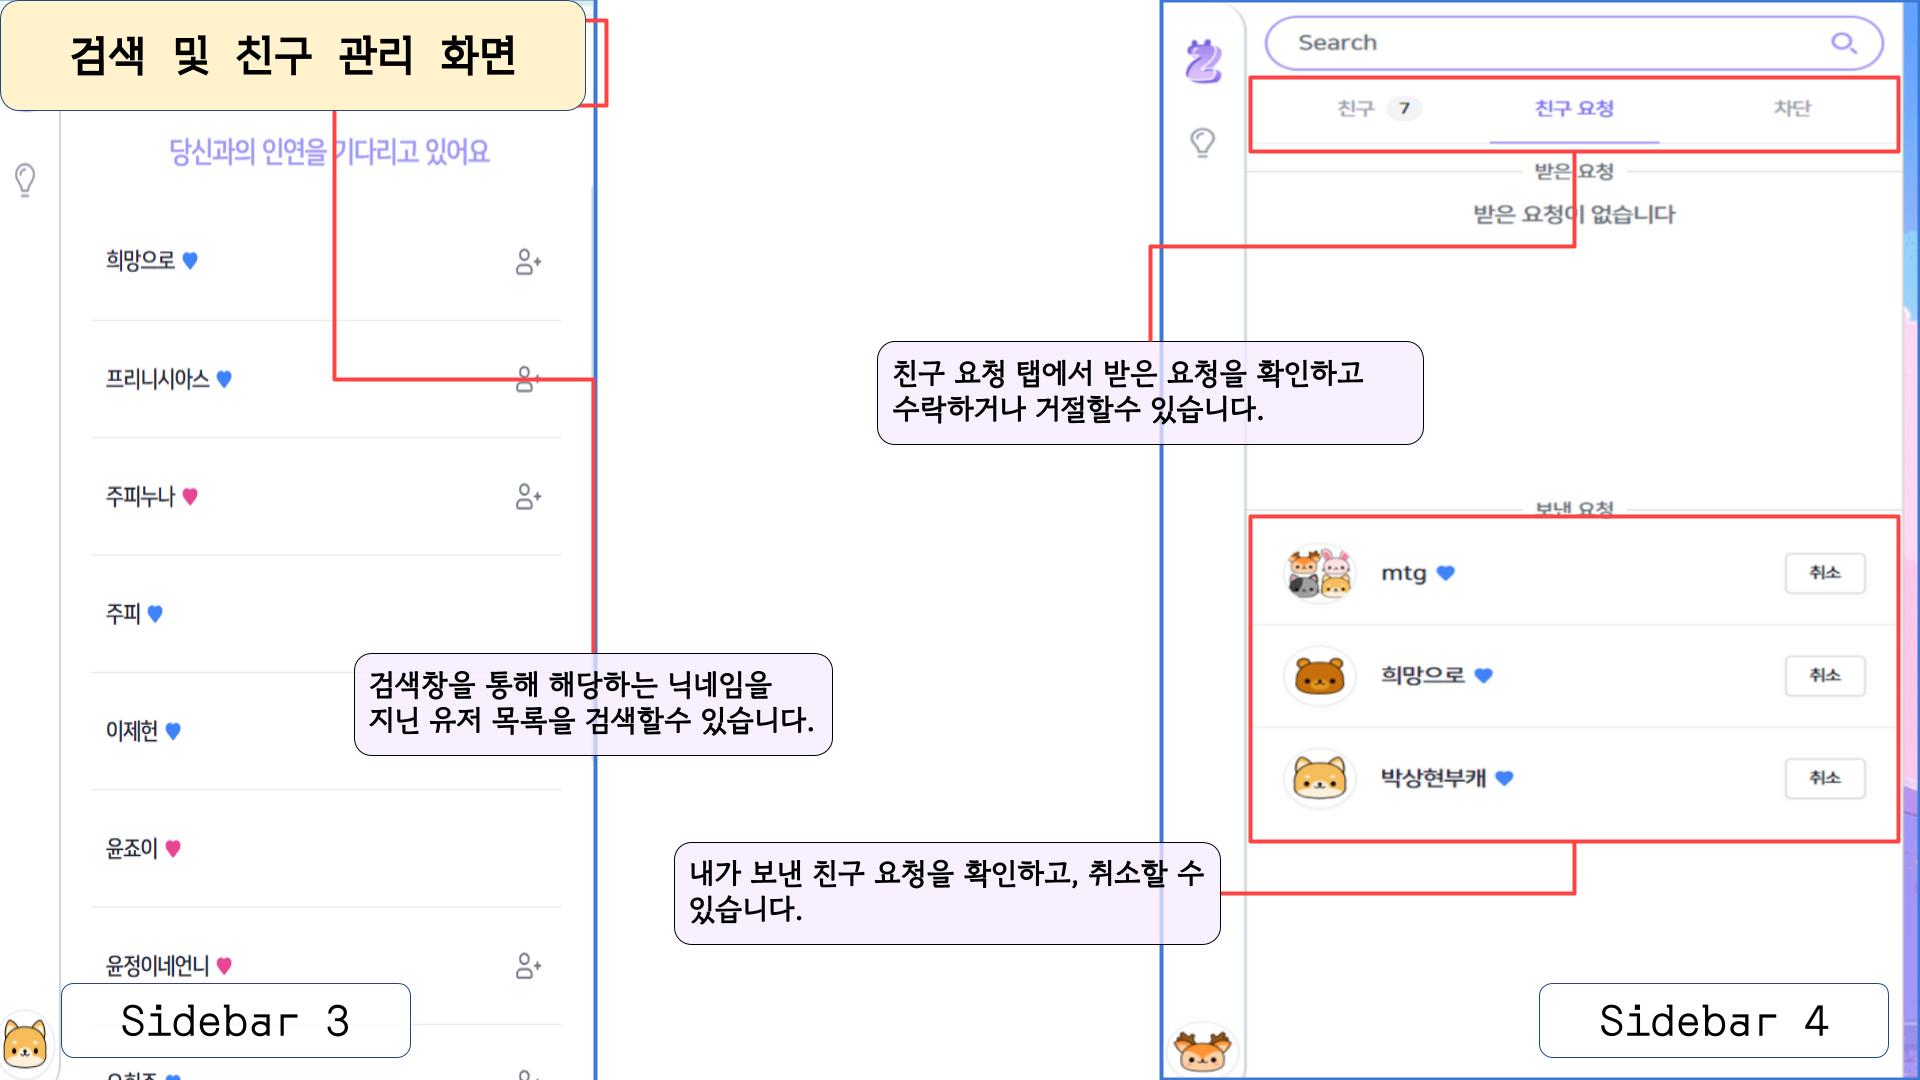 검색 및 친구 관리 화면
당신과의 인연을 기다리고 있어요
희망으로
프리니시아스
주피누나
주피
이제헌
윤죠이
윤정이네언니
검색창을 통해 해당하는 닉네임을
지닌 유저 목록을 검색할수 있습니다.
Sidebar 3
Search
친구 7 친구 요청 차단
받은 요청
받은 요청이 없습니다
친구 요청 탭에서 받은 요청을 확인하고
수락하거나 거절할수 있습니다.
보낸 요청
mtg 취소
희망으로 취소
박상현부캐 취소
내가 보낸 친구 요청을 확인하고, 취소할 수
있습니다.
Sidebar 4